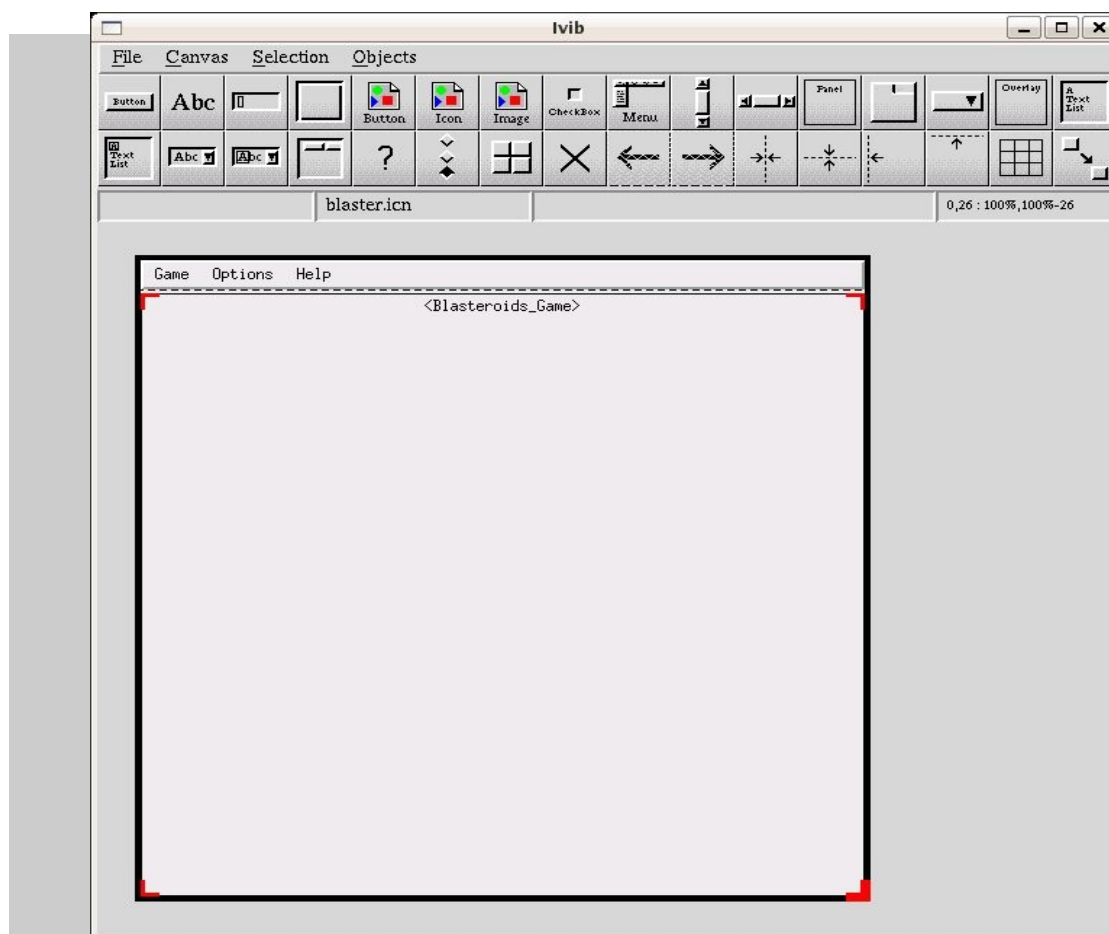 Ivib
File Canvas Selection Objects
Button Abc Button Icon Image CheckBox Menu Panel Overlay A Text List
A Text List Abc Abc ?
blaster.icn 0,26 : 100%,100%-26
Game Options Help
<Blasteroids_Game>